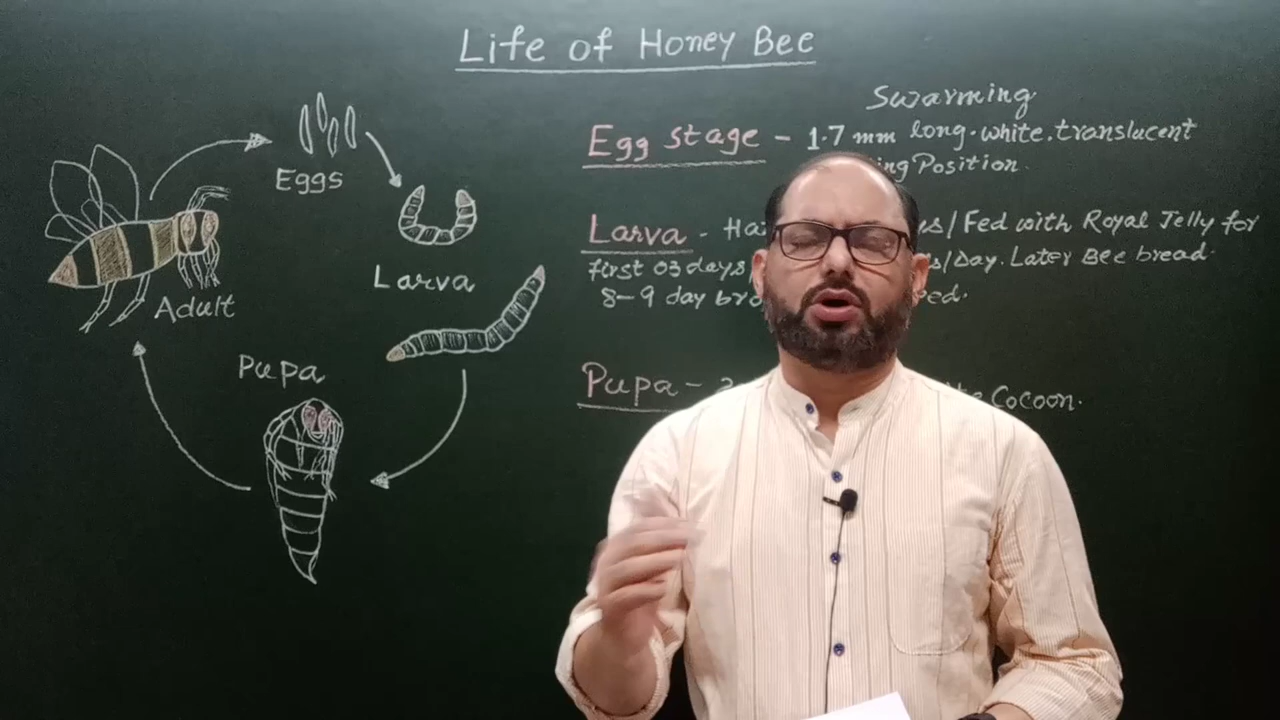 Life of Honey Bee
Swarming
Egg stage - 1.7 mm long.white.translucent
Position.
Larva - /Fed with Royal Jelly for
first 03 days /Day. Later Bee bread.
8-9 day
Pupa - Cocoon.
Eggs
Larva
Adult
Pupa